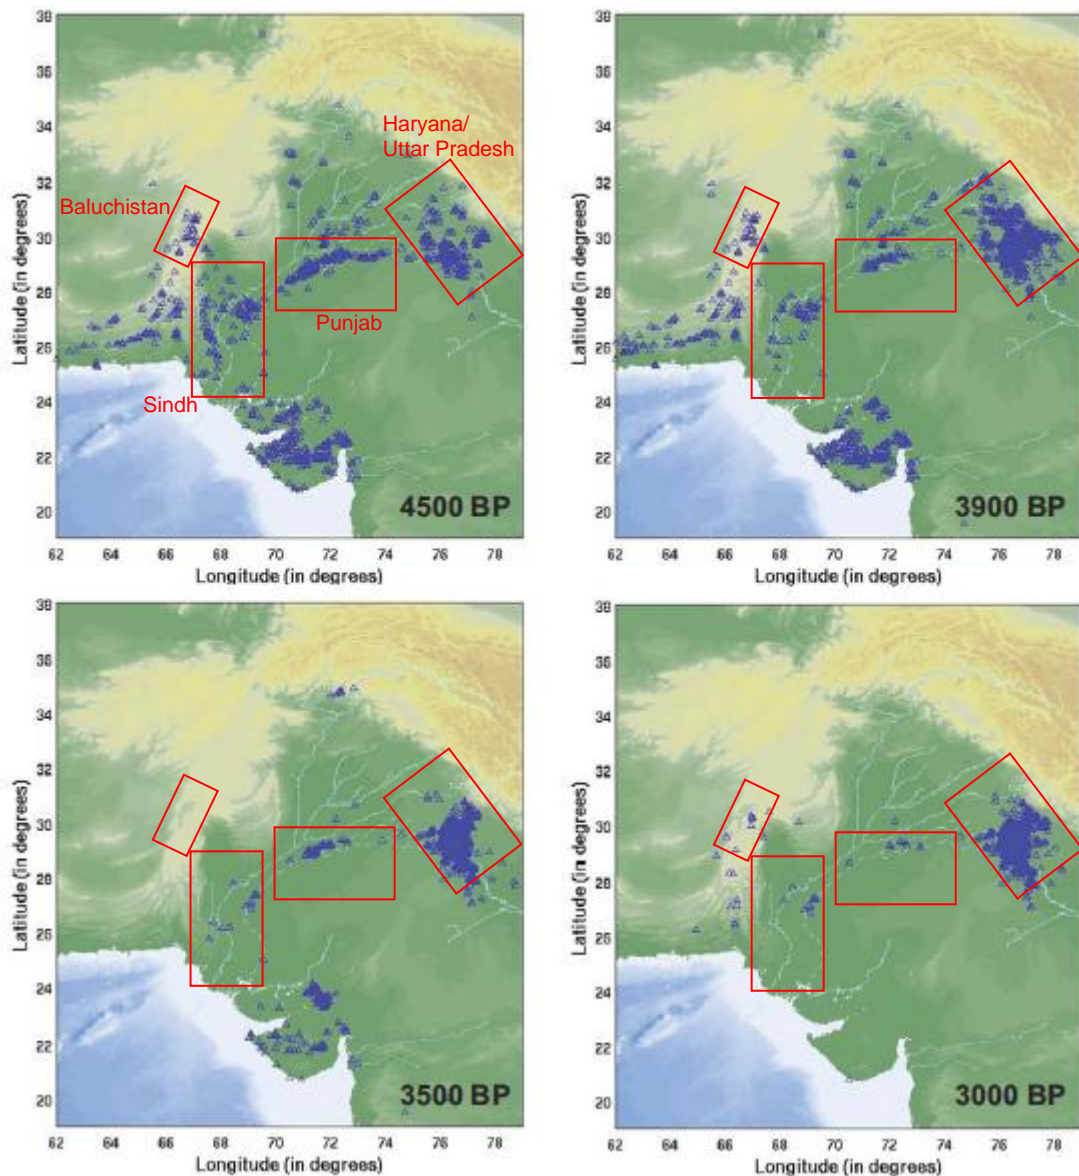 38
36
34
32
30
28
26
24
22
20
Latitude (in degrees)
Haryana/
Uttar Pradesh
Baluchistan
Punjab
Sindh
4500 BP
62 64 66 68 70 72 74 76 78
Longitude (in degrees)
38
36
34
32
30
28
26
24
22
20
Latitude (in degrees)
3900 BP
62 64 66 68 70 72 74 76 78
Longitude (in degrees)
38
36
34
32
30
28
26
24
22
20
Latitude (in degrees)
3500 BP
62 64 66 68 70 72 74 76 78
Longitude (in degrees)
38
36
34
32
30
28
26
24
22
20
Latitude (in degrees)
3000 BP
62 64 66 68 70 72 74 76 78
Longitude (in degrees)